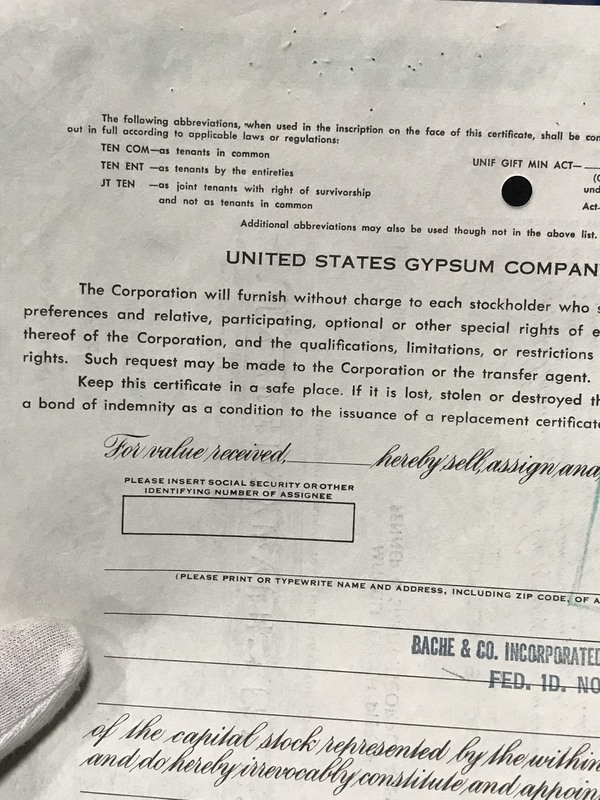 The following abbreviations, when used in the inscription on the face of this certificate, shall be con
out in full according to applicable laws or regulations:
TEN COM—as tenants in common
UNIF GIFT MIN ACT—
TEN ENT —as tenants by the entireties
(C
und
JT TEN —as joint tenants with right of survivorship
and not as tenants in common
Act-
Additional abbreviations may also be used though not in the above list.
UNITED STATES GYPSUM COMPAN
The Corporation will furnish without charge to each stockholder who s
preferences and relative, participating, optional or other special rights of e
thereof of the Corporation, and the qualifications, limitations, or restrictions
rights. Such request may be made to the Corporation or the transfer agent.
Keep this certificate in a safe place. If it is lost, stolen or destroyed th
a bond of indemnity as a condition to the issuance of a replacement certificate
For value received, hereby sell, assign and
PLEASE INSERT SOCIAL SECURITY OR OTHER
IDENTIFYING NUMBER OF ASSIGNEE
(PLEASE PRINT OR TYPEWRITE NAME AND ADDRESS, INCLUDING ZIP CODE, OF A
BACHE & CO. INCORPORATED
FED. ID. NO
of the capital stock represented by the within
and do hereby irrevocably constitute and appoin